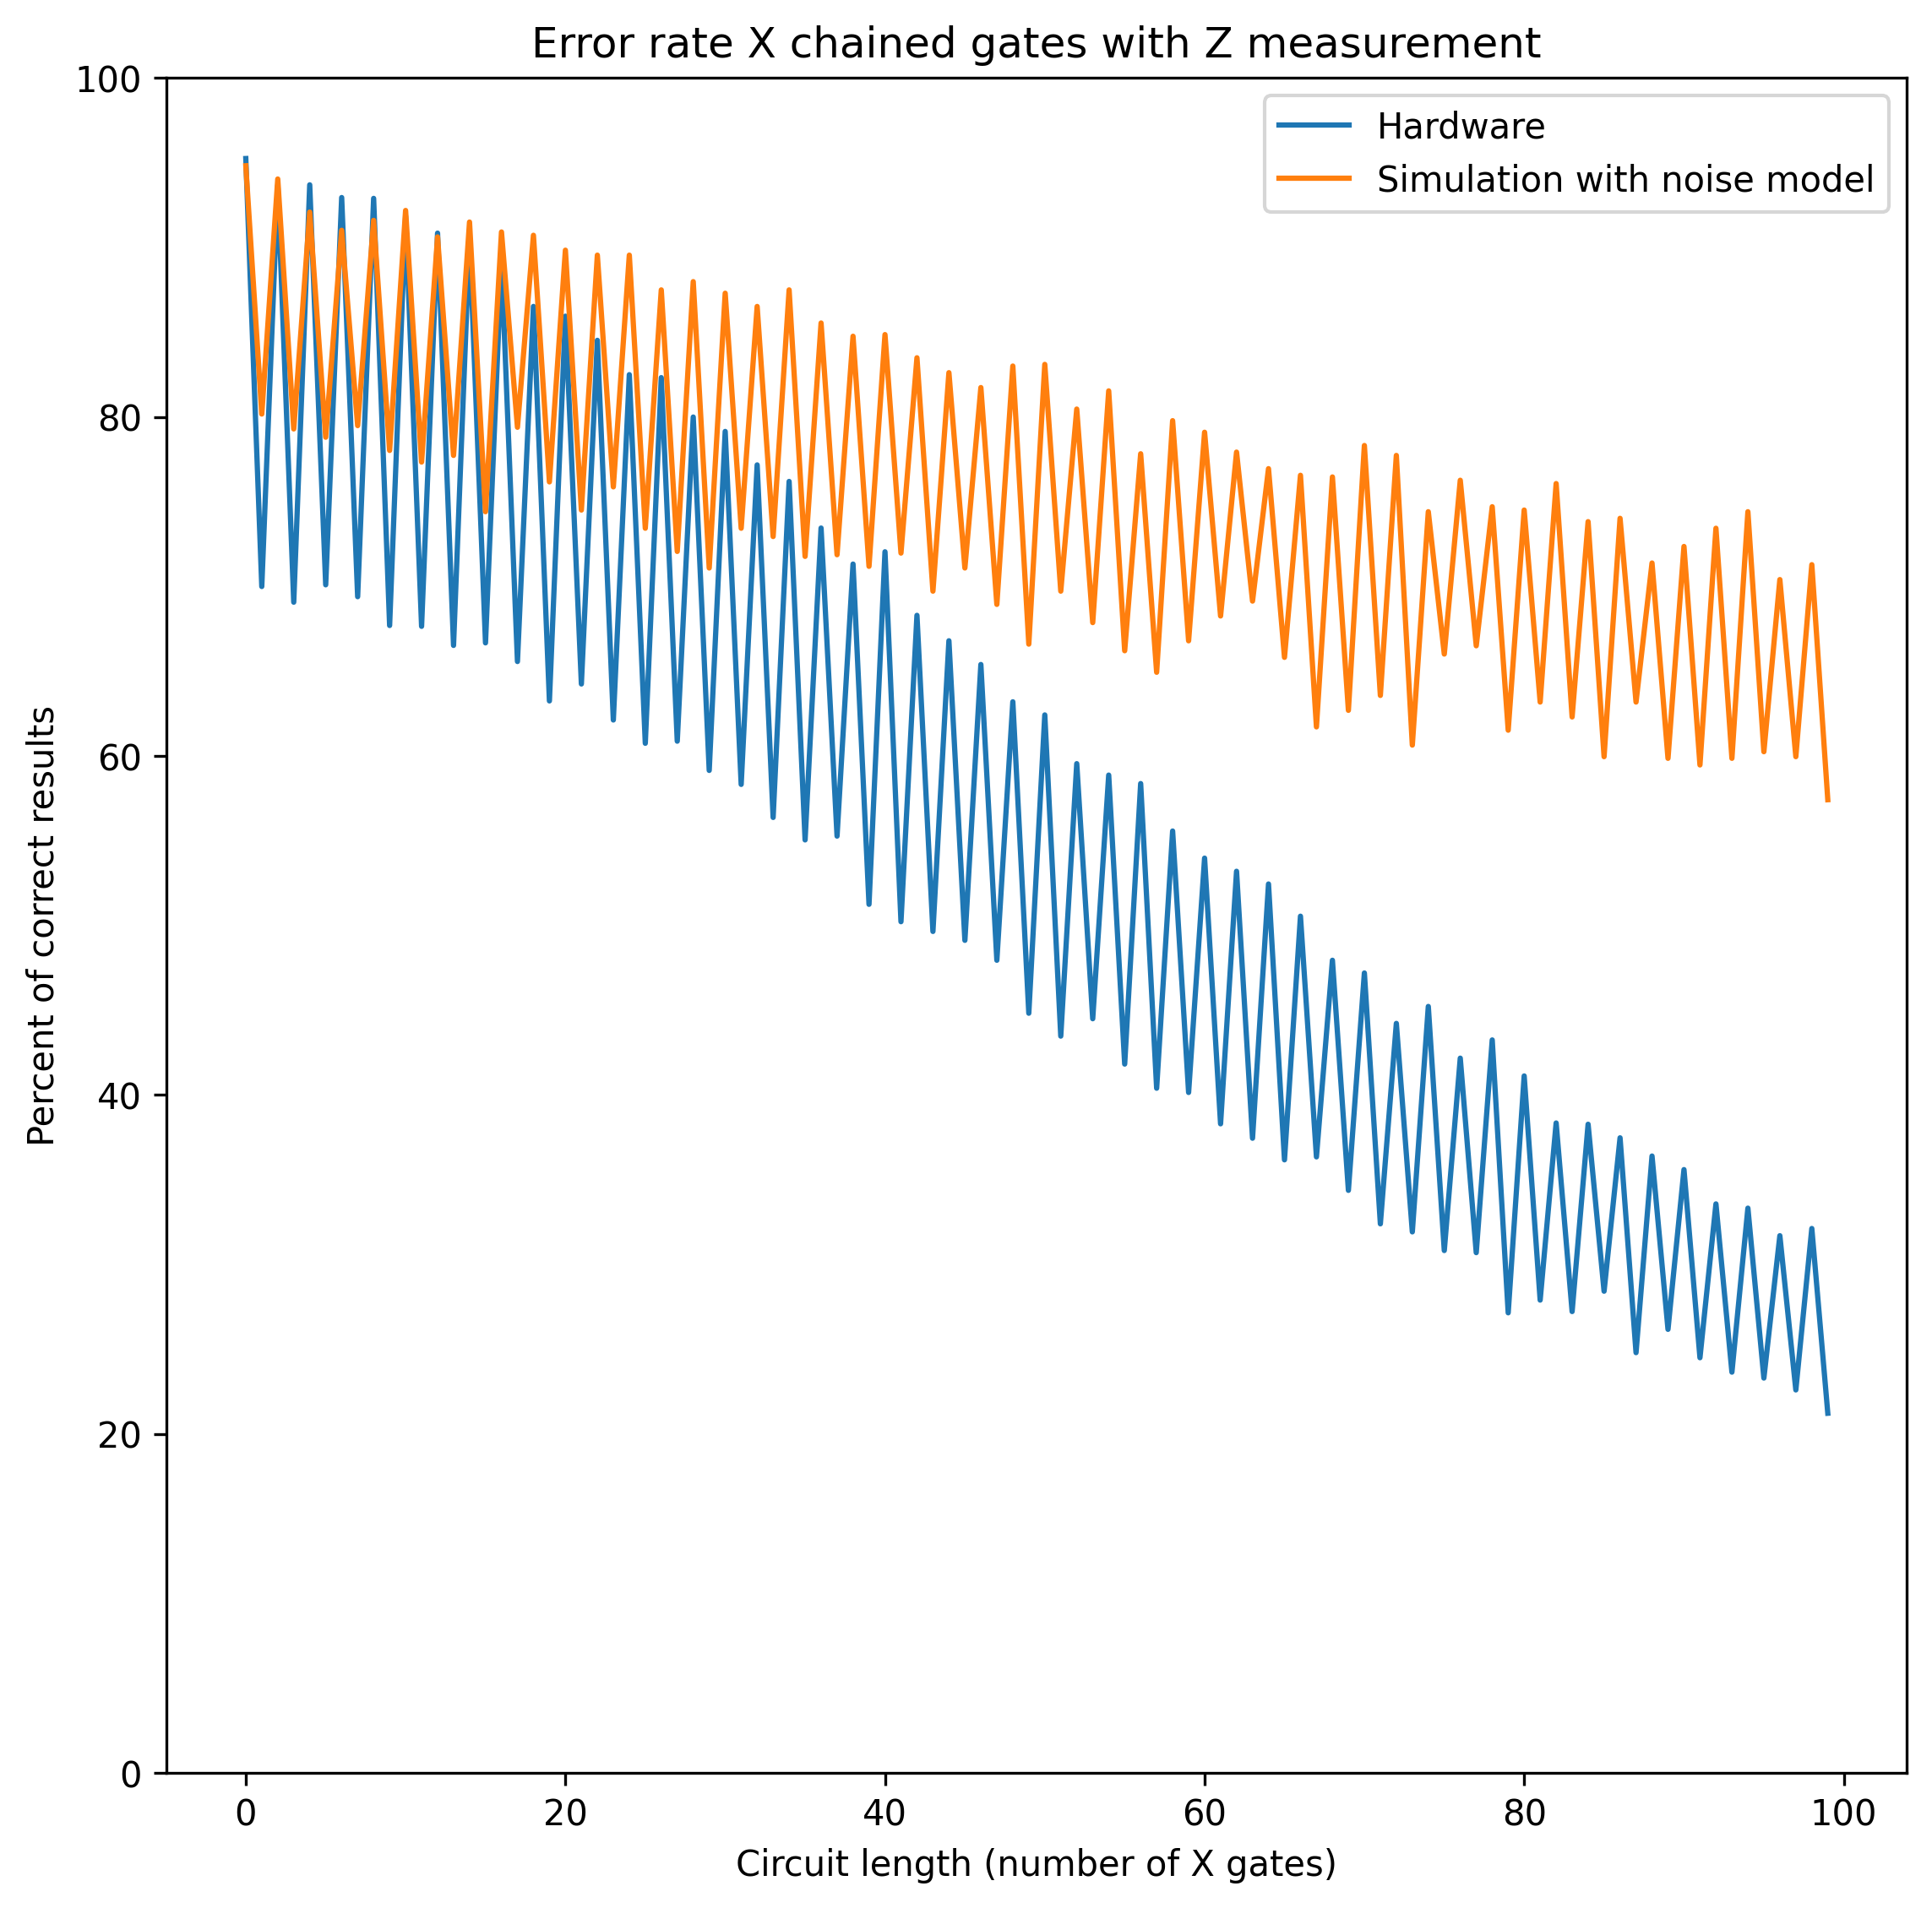 Error rate X chained gates with Z measurement
100
80
60
40
20
0
Percent of correct results
Hardware
Simulation with noise model
0 20 40 60 80 100
Circuit length (number of X gates)